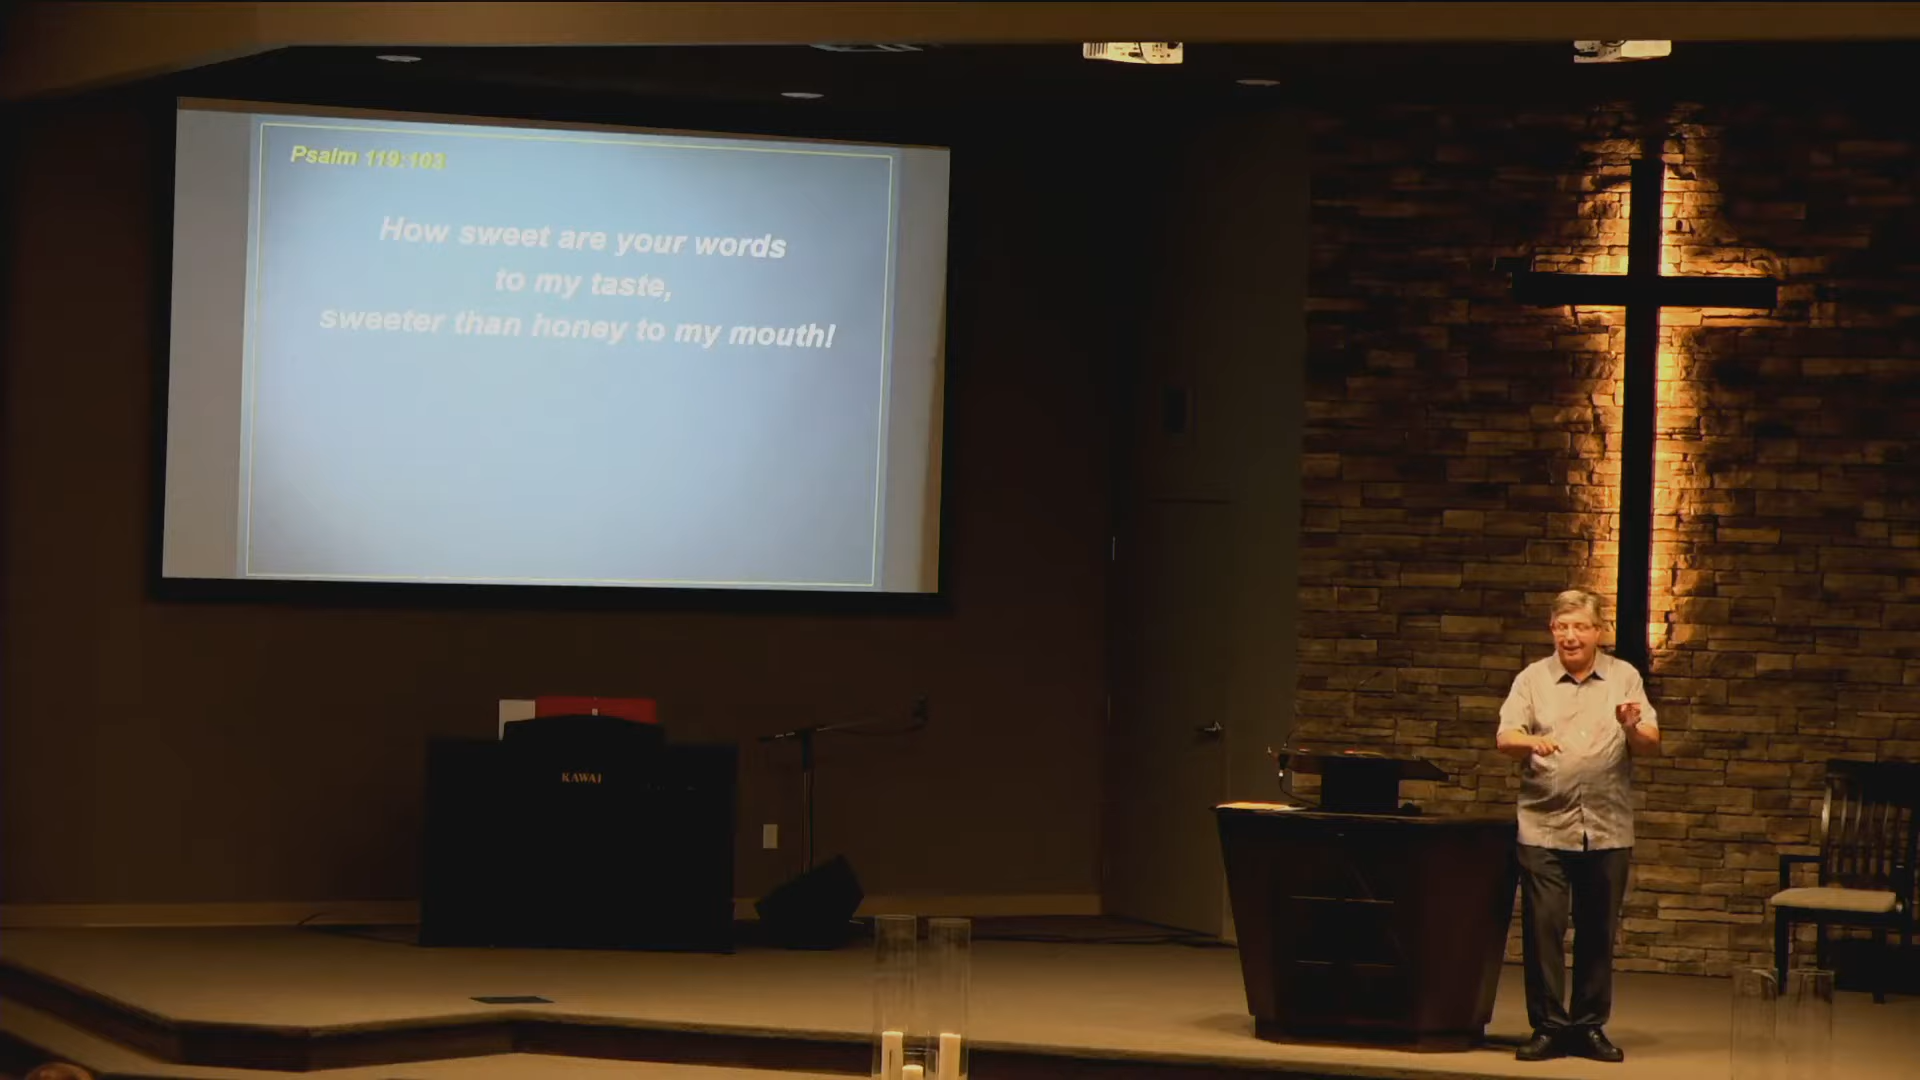 Psalm 119:103
How sweet are your words
to my taste,
sweeter than honey to my mouth!
KAWAI